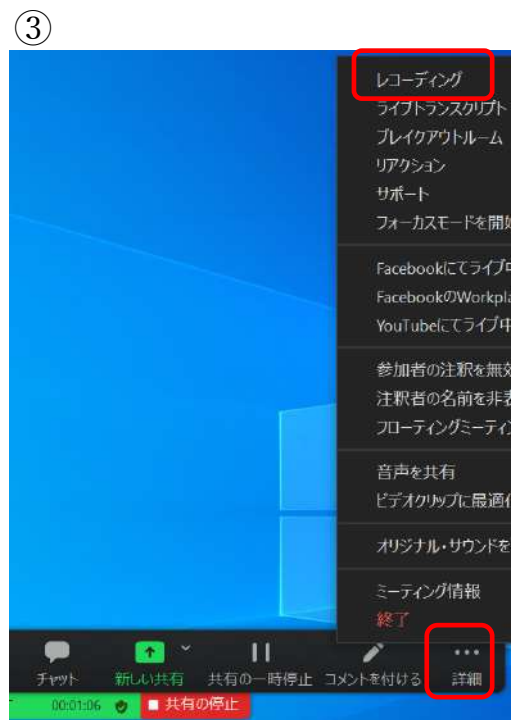 ③
レコーディング
ライブトランスクリプト
ブレイクアウトルーム
リアクション
サポート
フォーカスモードを開始
Facebookにてライブ中
FacebookのWorkpla
YouTubeにてライブ中
参加者の注釈を無効
注釈者の名前を非表
フローティングミーティン
音声を共有
ビデオクリップに最適化
オリジナル・サウンドを
ミーティング情報
終了
チャット 新しい共有 共有の一時停止 コメントを付ける 詳細
00:01:06 共有の停止